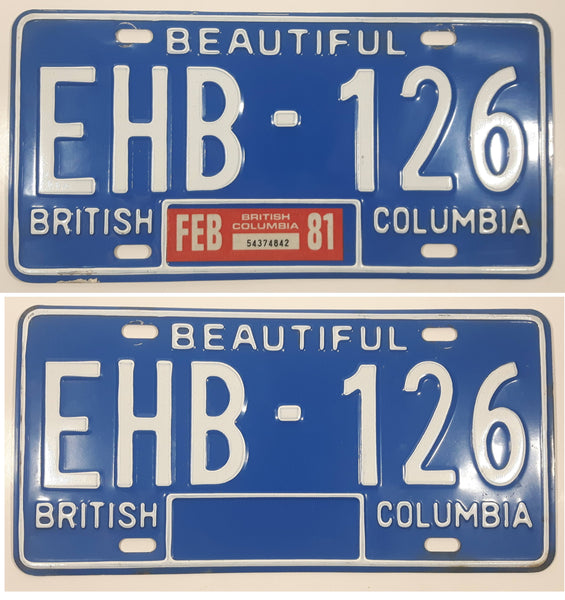 BEAUTIFUL
EHB-126
BRITISH FEB BRITISH COLUMBIA 54374842 81 COLUMBIA
BEAUTIFUL
EHB-126
BRITISH COLUMBIA